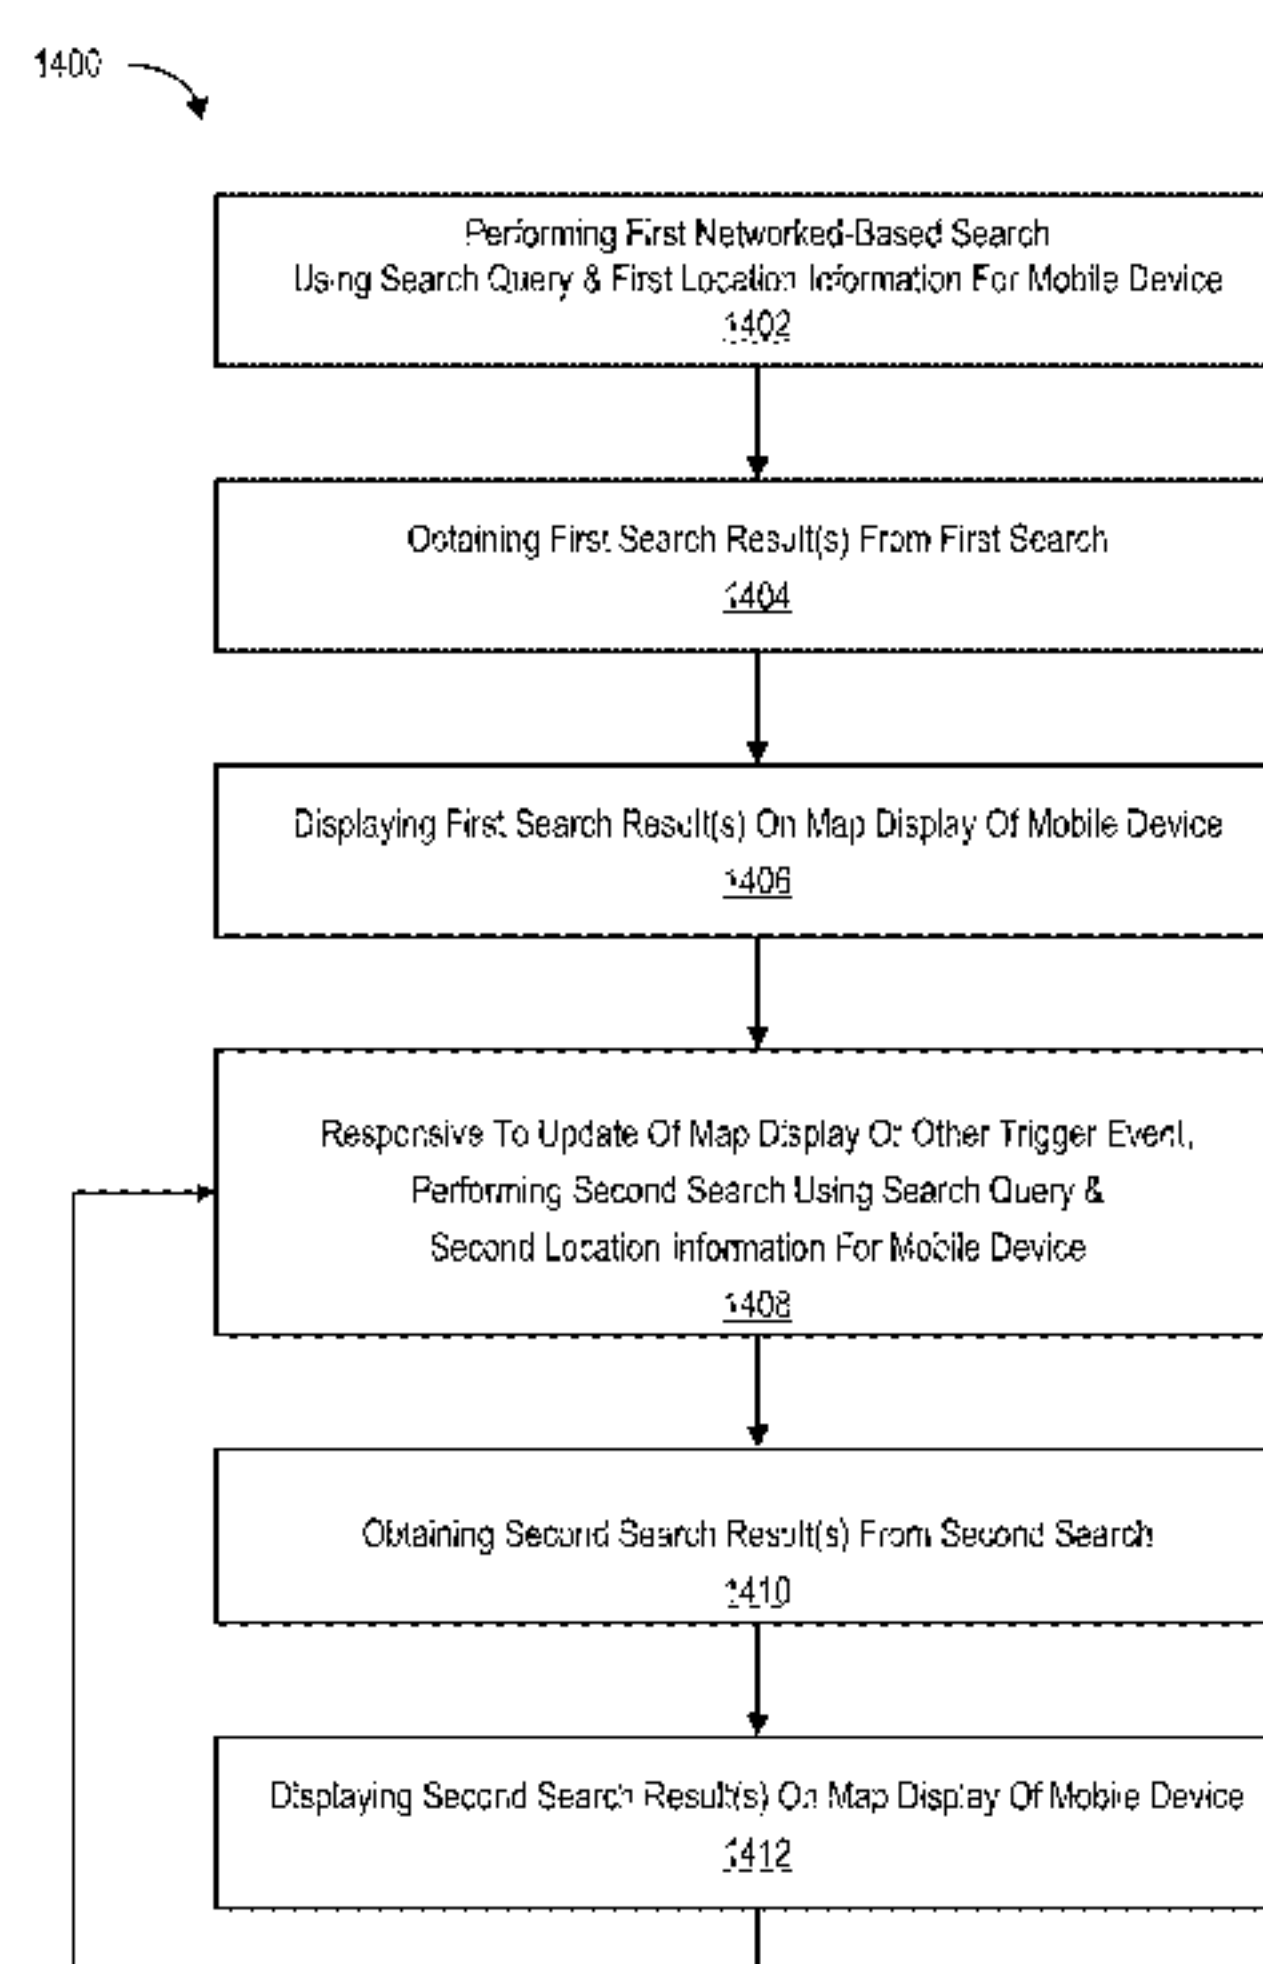 1400
Performing First Networked-Based Search
Using Search Query & First Location Information For Mobile Device
1402
Obtaining First Search Result(s) From First Search
1404
Displaying First Search Result(s) On Map Display Of Mobile Device
1406
Responsive To Update Of Map Display Or Other Trigger Event,
Performing Second Search Using Search Query &
Second Location information For Mobile Device
1408
Obtaining Second Search Result(s) From Second Search
1410
Displaying Second Search Result(s) On Map Display Of Mobile Device
1412